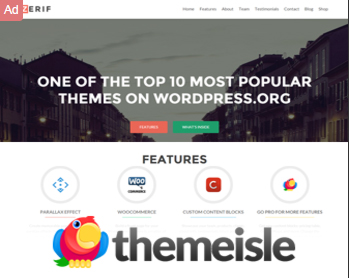 Ad
ZERIF
Home Features About Team Testimonials Contact Blog Shop
ONE OF THE TOP 10 MOST POPULAR
THEMES ON WORDPRESS.ORG
FEATURES WHAT'S INSIDE
FEATURES
WOO
COMMERCE
PARALLAX EFFECT WOOCOMMERCE CUSTOM CONTENT BLOCKS GO PRO FOR MORE FEATURES
themeisle